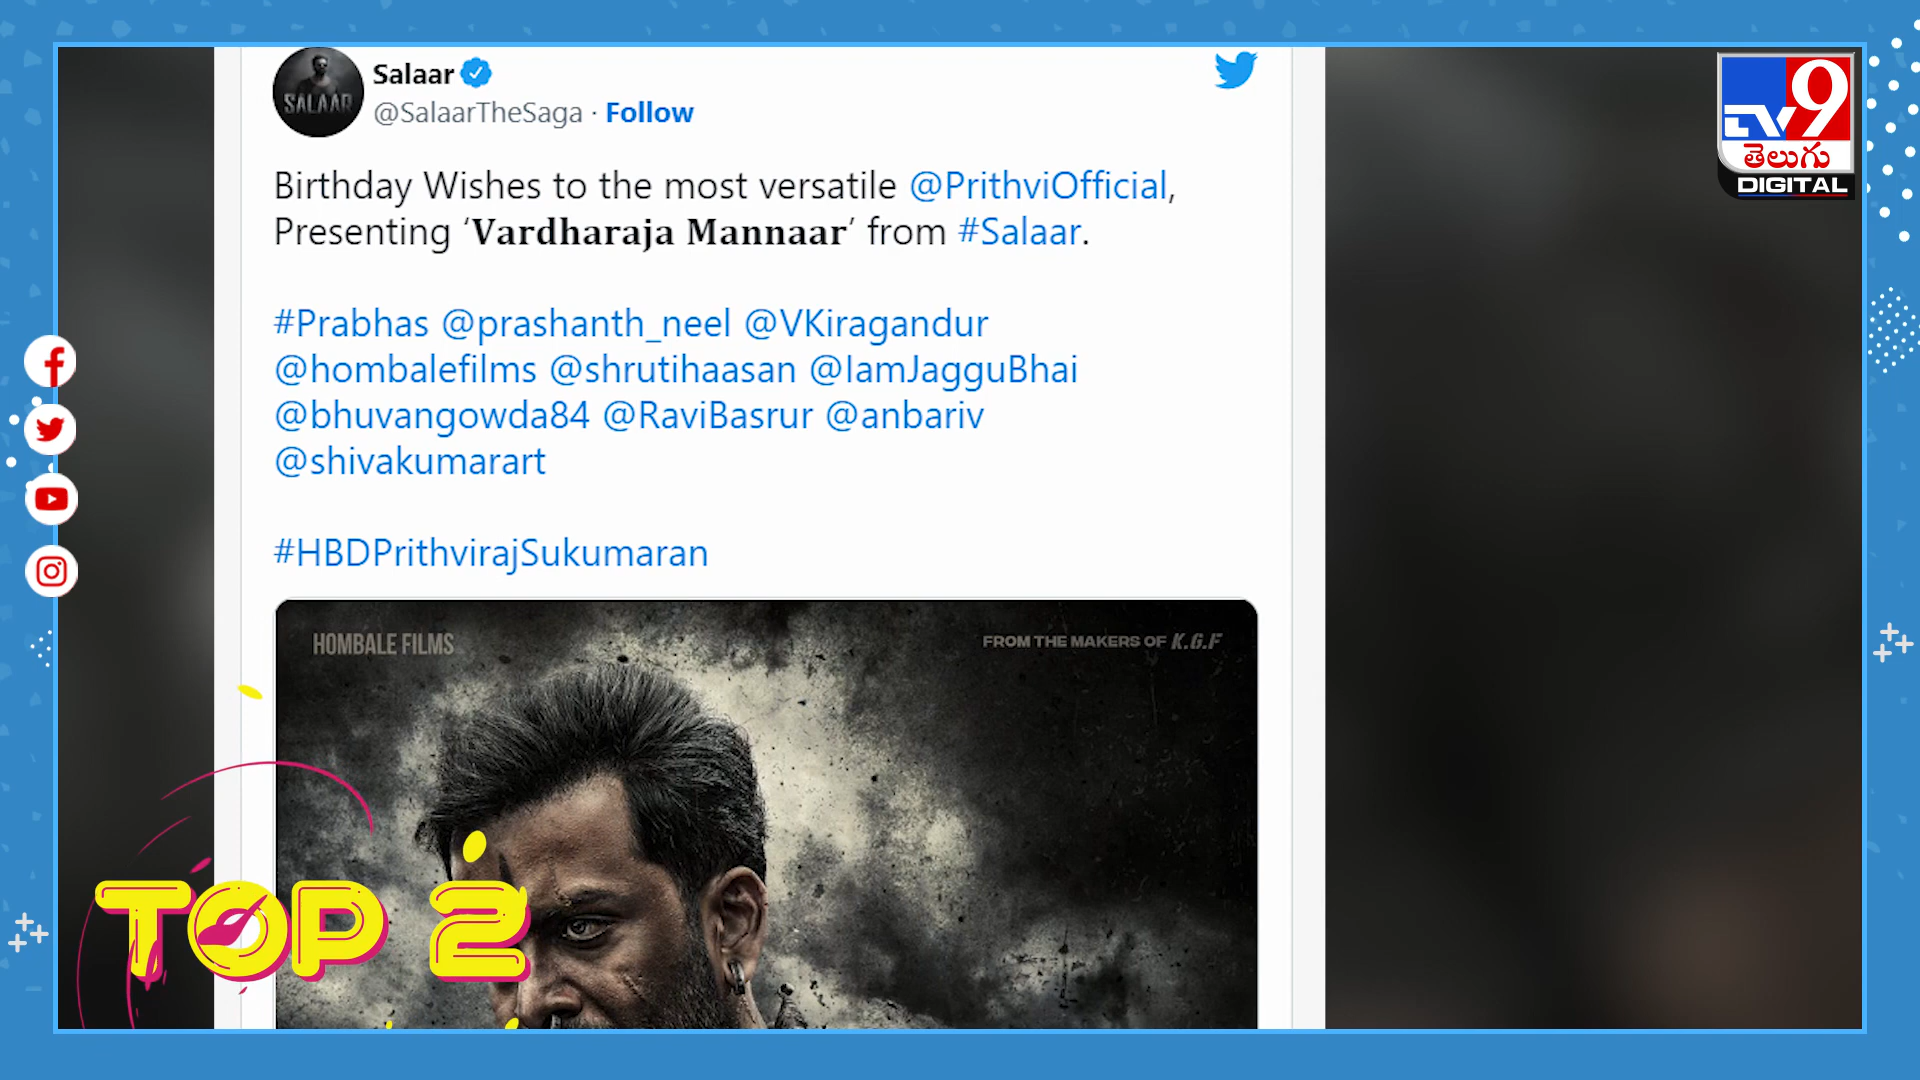 Salaar
SALAAR
@SalaarTheSaga · Follow
Birthday Wishes to the most versatile @PrithviOfficial,
Presenting ‘Vardharaja Mannaar’ from #Salaar.
#Prabhas @prashanth_neel @VKiragandur
@hombalefilms @shrutihaasan @IamJagguBhai
@bhuvangowda84 @RaviBasrur @anbariv
@shivakumarart
#HBDPrithvirajSukumaran
HOMBALE FILMS
FROM THE MAKERS OF K.G.F
TOP 2
TV9
తెలుగు
DIGITAL